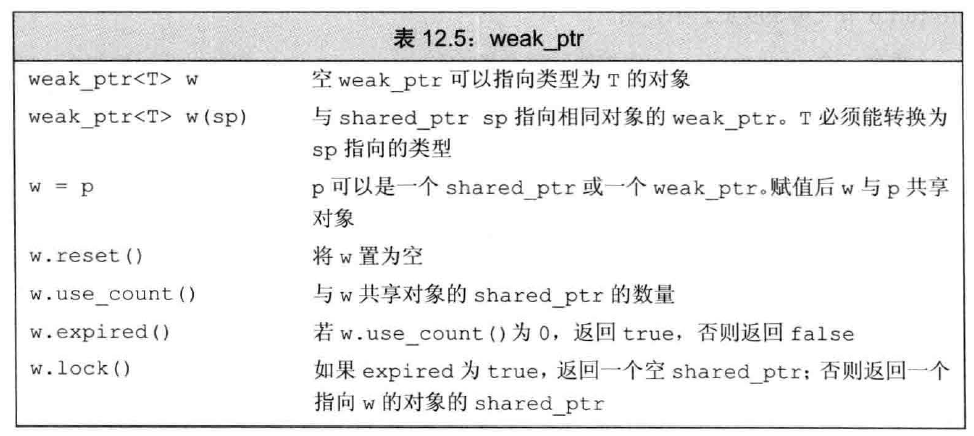 表 12.5：weak_ptr
weak_ptr<T> w 空 weak_ptr 可以指向类型为 T 的对象
weak_ptr<T> w(sp) 与 shared_ptr sp 指向相同对象的 weak_ptr。T 必须能转换为
sp 指向的类型
w = p p 可以是一个 shared_ptr 或一个 weak_ptr。赋值后 w 与 p 共享
对象
w.reset() 将 w 置为空
w.use_count() 与 w 共享对象的 shared_ptr 的数量
w.expired() 若 w.use_count() 为 0，返回 true，否则返回 false
w.lock() 如果 expired 为 true，返回一个空 shared_ptr；否则返回一个
指向 w 的对象的 shared_ptr